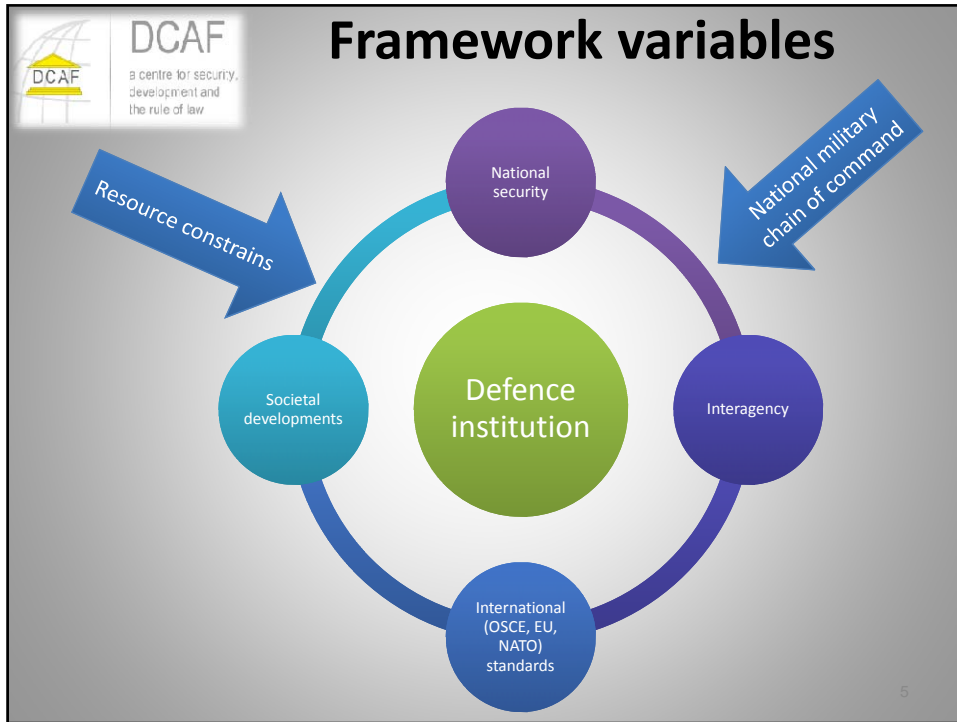 DCAF
DCAF
a centre for security,
development and
the rule of law
Framework variables
Resource constrains
National military
chain of command
National
security
Societal
developments
Defence
institution
Interagency
International
(OSCE, EU,
NATO)
standards
5